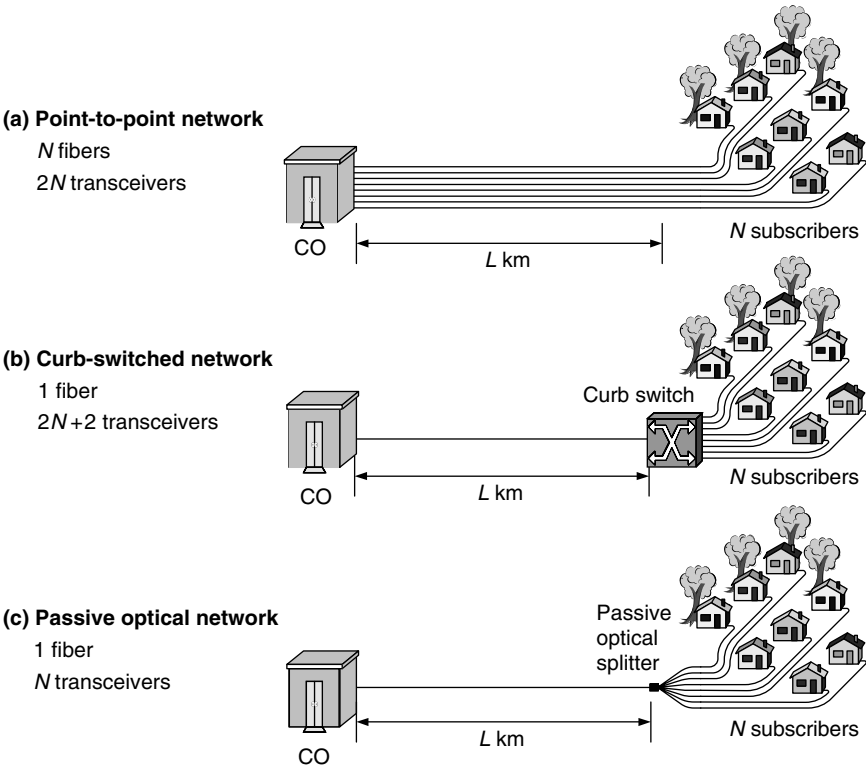 (a) Point-to-point network
N fibers
2N transceivers
CO
L km
N subscribers
(b) Curb-switched network
1 fiber
2N+2 transceivers
Curb switch
CO
L km
N subscribers
(c) Passive optical network
1 fiber
N transceivers
Passive
optical
splitter
CO
L km
N subscribers